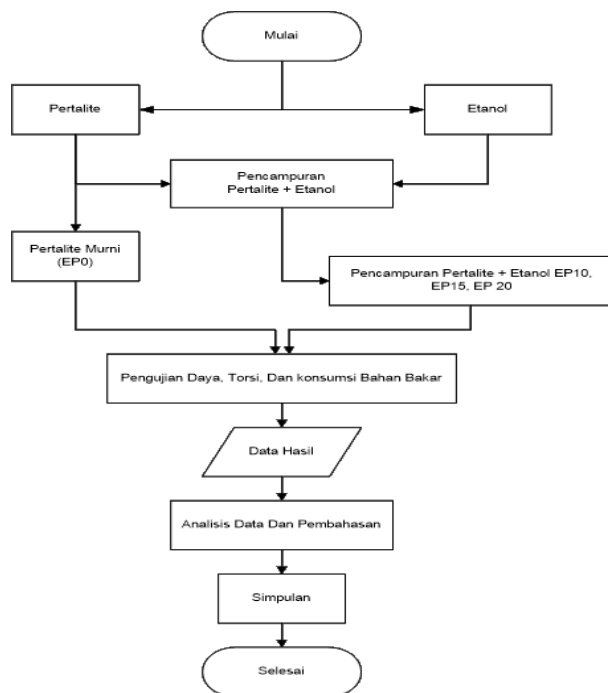 Mulai
Pertalite
Etanol
Pencampuran
Pertalite + Etanol
Pertalite Murni
(EP0)
Pencampuran Pertalite + Etanol EP10,
EP15, EP 20
Pengujian Daya, Torsi, Dan konsumsi Bahan Bakar
Data Hasil
Analisis Data Dan Pembahasan
Simpulan
Selesai